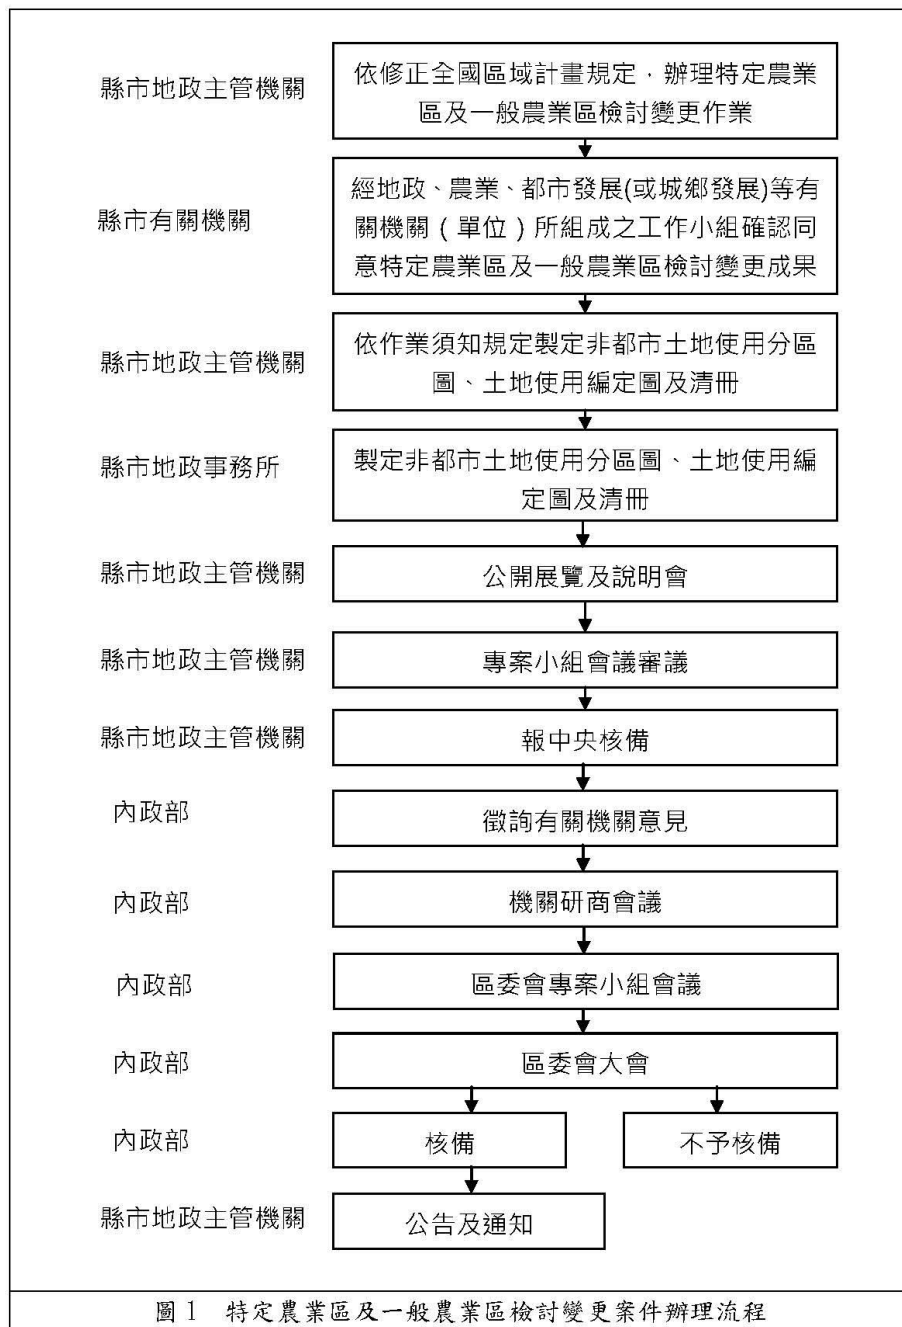 縣市地政主管機關
依修正全國區域計畫規定，辦理特定農業
區及一般農業區檢討變更作業
縣市有關機關
經地政、農業、都市發展(或城鄉發展)等有
關機關（單位）所組成之工作小組確認同
意特定農業區及一般農業區檢討變更成果
縣市地政主管機關
依作業須知規定製定非都市土地使用分區
圖、土地使用編定圖及清冊
縣市地政事務所
製定非都市土地使用分區圖、土地使用編
定圖及清冊
縣市地政主管機關
公開展覽及說明會
縣市地政主管機關
專案小組會議審議
縣市地政主管機關
報中央核備
內政部
徵詢有關機關意見
內政部
機關研商會議
內政部
區委會專案小組會議
內政部
區委會大會
內政部
核備
不予核備
縣市地政主管機關
公告及通知
圖 1　特定農業區及一般農業區檢討變更案件辦理流程